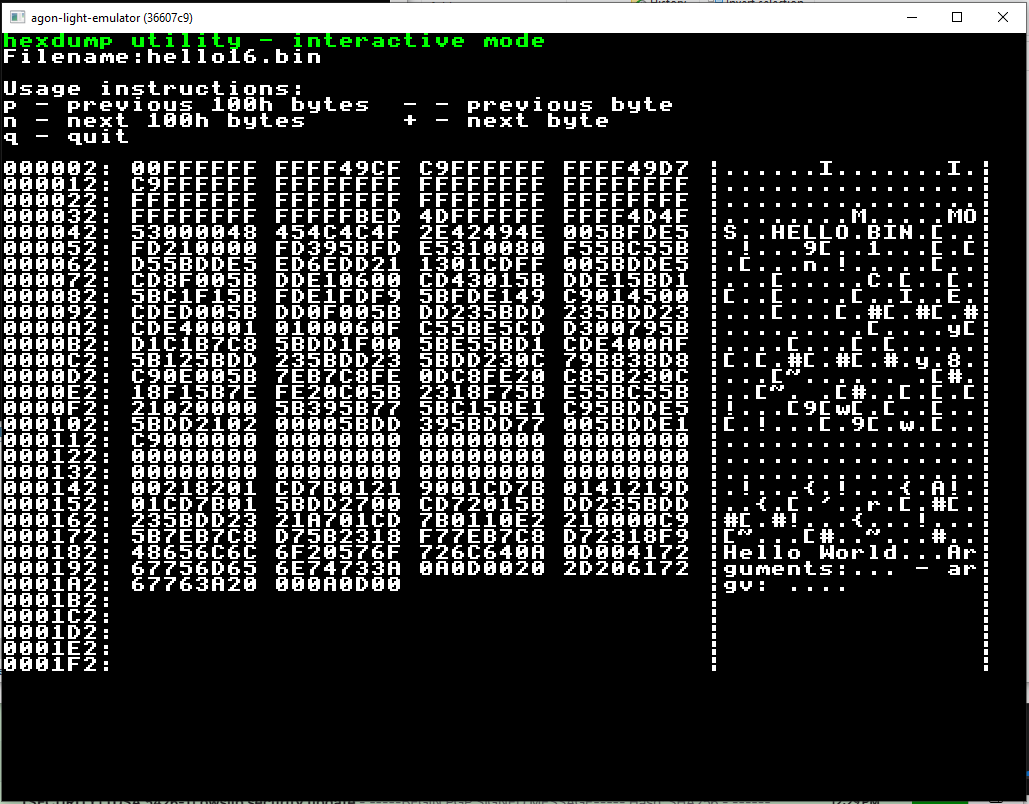 agon-light-emulator (36607c9)
hexdump utility - interactive mode
Filename:hello16.bin
Usage instructions:
p - previous 100h bytes  - - previous byte
n - next 100h bytes      + - next byte
q - quit
000002: 00FFFFFF FFFF49CF C9FFFFFF FFFF49D7 |......I.......I.|
000012: C9FFFFFF FFFFFFFF FFFFFFFF FFFFFFFF |................|
000022: FFFFFFFF FFFFFFFF FFFFFFFF FFFFFFFF |................|
000032: FFFFFFFF FFFFFBED 4DFFFFFF FFFF4D4F |........M.....MO|
000042: 53000048 454C4C4F 2E42494E 005BFDE5 |S..HELLO.BIN.[..|
000052: FD210000 FD395BFD E5310080 F55BC55B |.!...9[..1...[.[|
000062: D55BDDE5 ED6EDD21 1301CDFF 005BDDE5 |.[...n.!.....[..|
000072: CD8F005B DDE10600 CD43015B DDE15BD1 |...[.....C.[..[.|
000082: 5BC1F15B FDE1FDF9 5BFDE149 C9014500 |[..[....[..I..E.|
000092: CDED005B DD0F005B DD235BDD 235BDD23 |...[...[.#[.#[.#|
0000A2: CDE40001 0100060F C55BE5CD D300795B |.........[....y[|
0000B2: D1C1B7C8 5BDD1F00 5BE55BD1 CDE400AF |....[...[.[.....|
0000C2: 5B125BDD 235BDD23 5BDD230C 79B838D8 |[.[.#[.#[.#.y.8.|
0000D2: C90E005B 7EB7C8EE 0DC8FE20 C85B230C |...[~...... .[#.|
0000E2: 18F15B7E FE20C05B 2318F75B E55BC55B |..[~. .[#..[.[.[|
0000F2: 21020000 5B395B77 5BC15BE1 C95BDDE5 |!...[9[w[.[..[..|
000102: 5BDD2102 00005BDD 395BDD77 005BDDE1 |[.!...[.9[.w.[..|
000112: C9000000 00000000 00000000 00000000 |................|
000122: 00000000 00000000 00000000 00000000 |................|
000132: 00000000 00000000 00000000 00000000 |................|
000142: 00218201 CD7B0121 9001CD7B 0141219D |.!...{.!...{.A!.|
000152: 01CD7B01 5BDD2700 CD72015B DD235BDD |..{.[.'..r.[.#[.|
000162: 235BDD23 21A701CD 7B0110E2 210000C9 |#[.#!...{...!...|
000172: 5B7EB7C8 D75B2318 F77EB7C8 D72318F9 |[~...[#..~...#..|
000182: 48656C6C 6F20576F 726C640A 0D004172 |Hello World...Ar|
000192: 67756D65 6E74733A 0A0D0020 2D206172 |guments:... - ar|
0001A2: 67763A20 000A0D00 |gv: ....
0001B2:
0001C2:
0001D2:
0001E2:
0001F2: